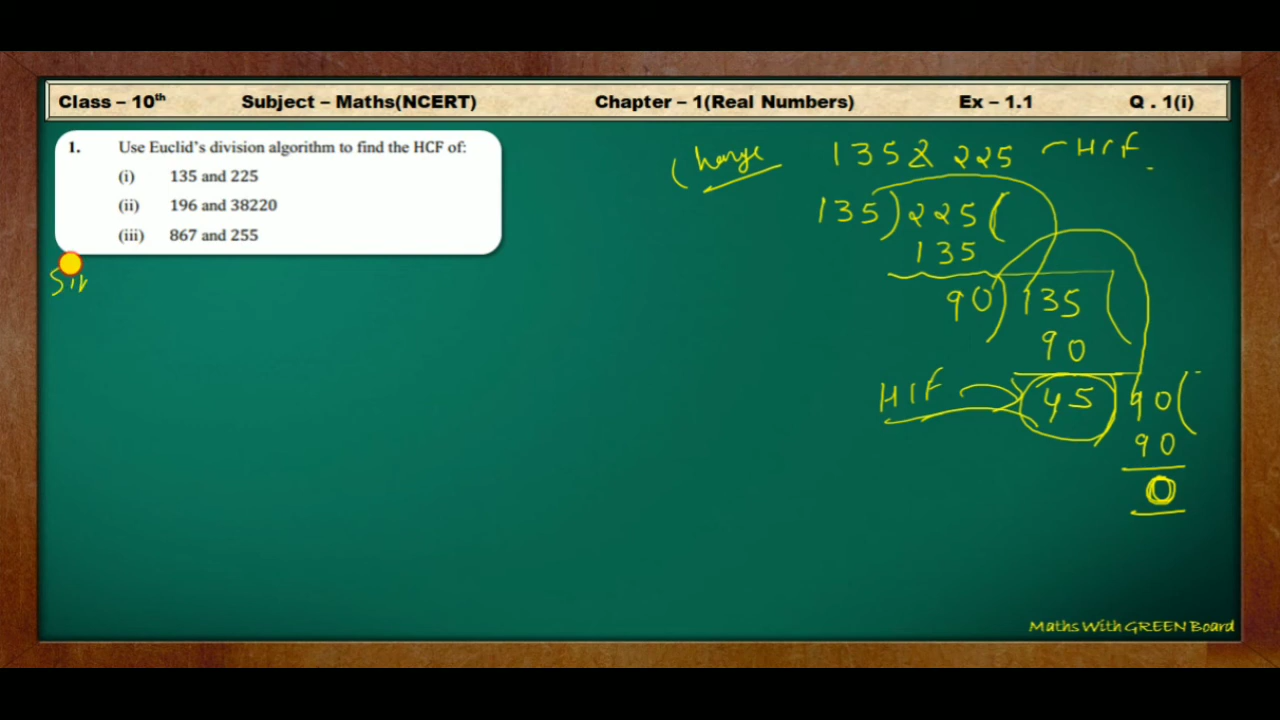 Class – 10th Subject – Maths(NCERT) Chapter – 1(Real Numbers) Ex – 1.1 Q . 1(i)
1. Use Euclid's division algorithm to find the HCF of:
(i) 135 and 225
(ii) 196 and 38220
(iii) 867 and 255
135 & 225 – HCF
135) 225 (
135
90) 135 (
90
HCF 45) 90 (
90
0
Maths With GREEN Board